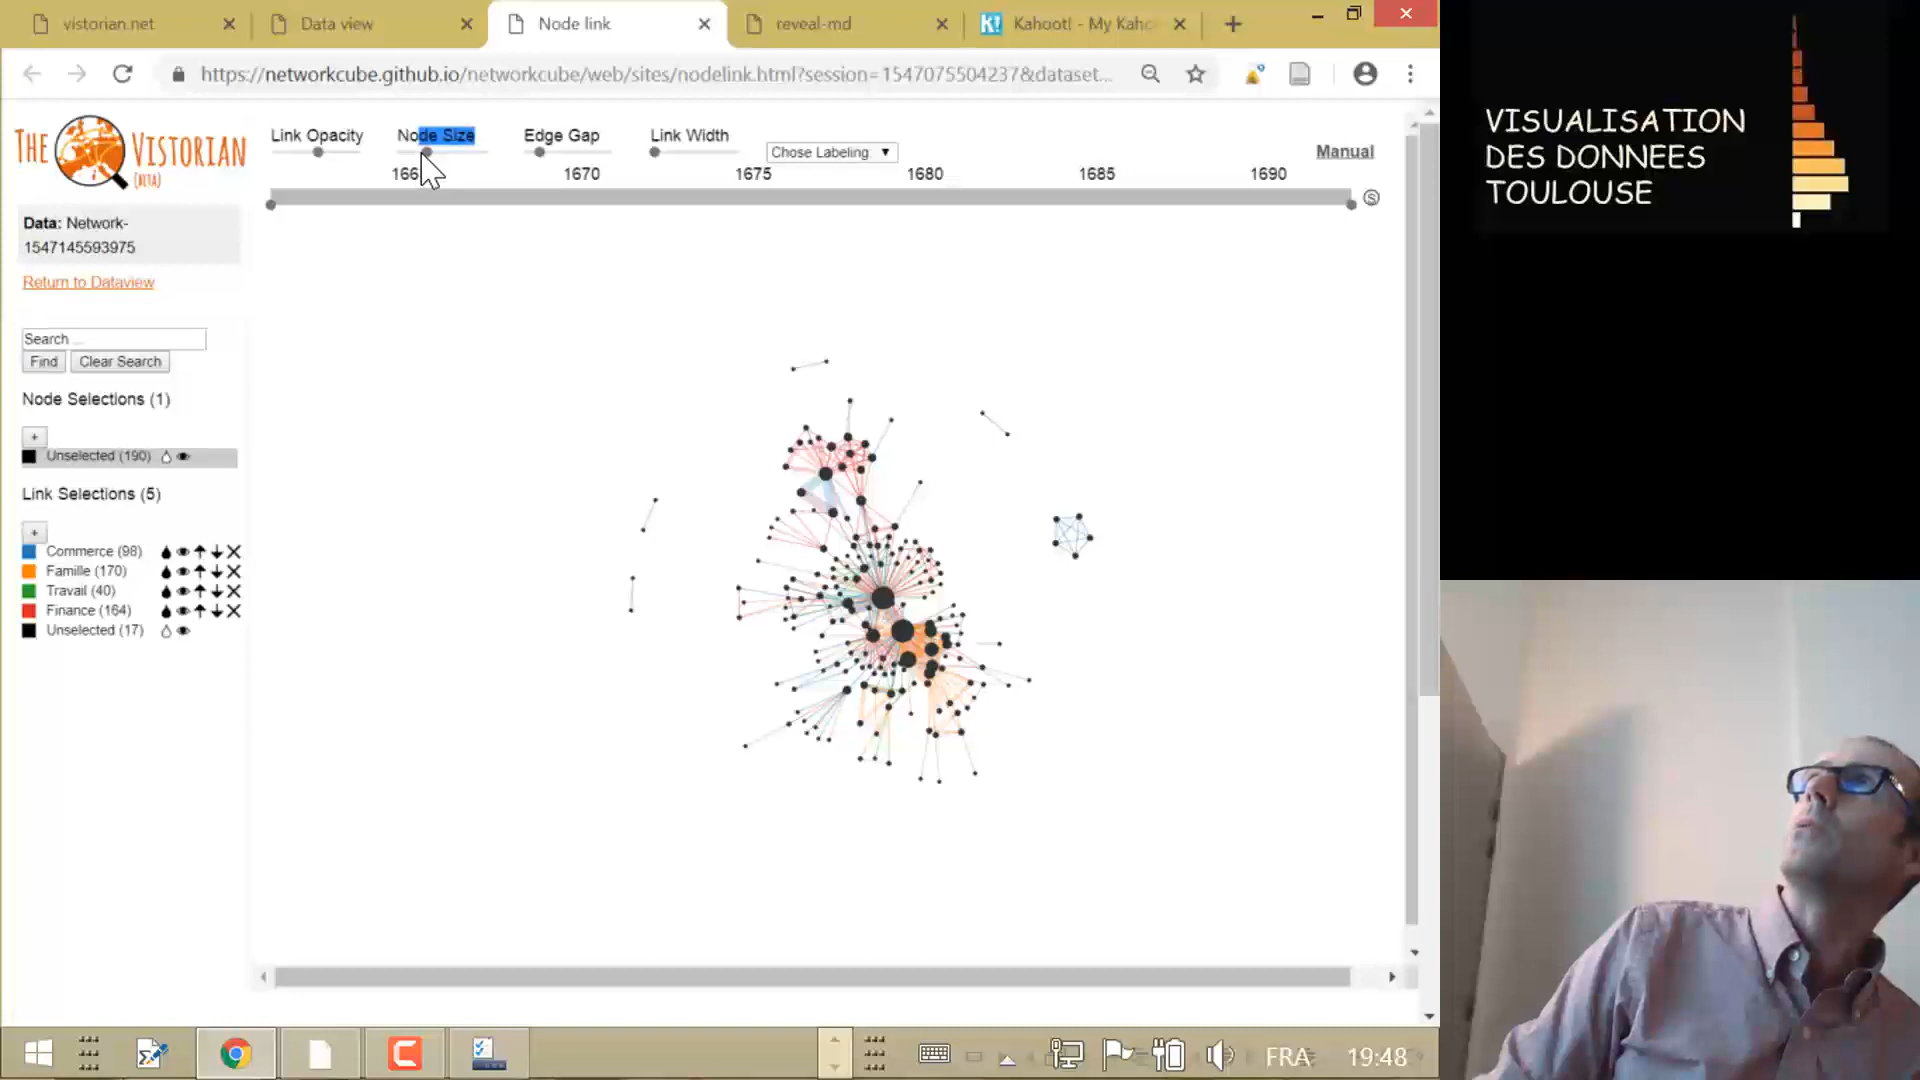 vistorian.net
Data view
Node link
reveal-md
Kahoot! - My Kaho
https://networkcube.github.io/networkcube/web/sites/nodelink.html?session=1547075504237&dataset...
THE VISTORIAN
(BETA)
Link Opacity
Node Size
Edge Gap
Link Width
Chose Labeling
Manual
166
1670
1675
1680
1685
1690
Data: Network-
1547145593975
Return to Dataview
Search ...
Find
Clear Search
Node Selections (1)
+
Unselected (190)
Link Selections (5)
+
Commerce (98)
Famille (170)
Travail (40)
Finance (164)
Unselected (17)
FRA
19:48
VISUALISATION
DES DONNEES
TOULOUSE